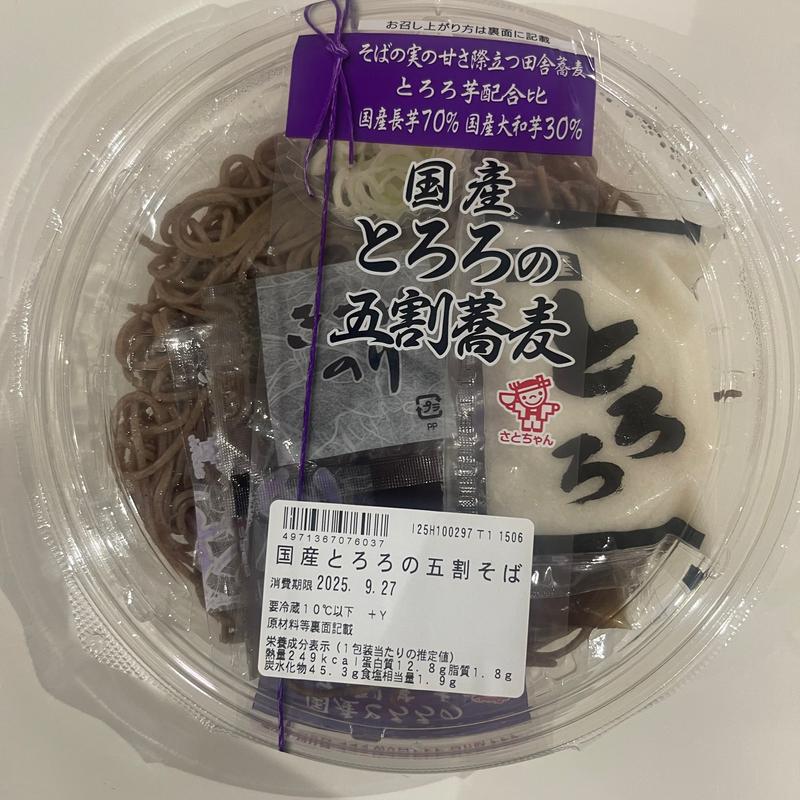 お召し上がり方は裏面に記載
そばの実の甘さ際立つ田舎蕎麦
とろろ芋配合比
国産長芋70% 国産大和芋30%
国産
とろろの
五割蕎麦
のり
プラ
PP
とろろ
さとちゃん
4971367076037
I25H100297 T1 1506
国産とろろの五割そば
消費期限 2025. 9.27
要冷蔵10℃以下 +Y
原材料等裏面記載
栄養成分表示(1包装当たりの推定値)
熱量249kcal蛋白質12.8g脂質1.8g
炭水化物45.3g食塩相当量1.9g
国産とろろの